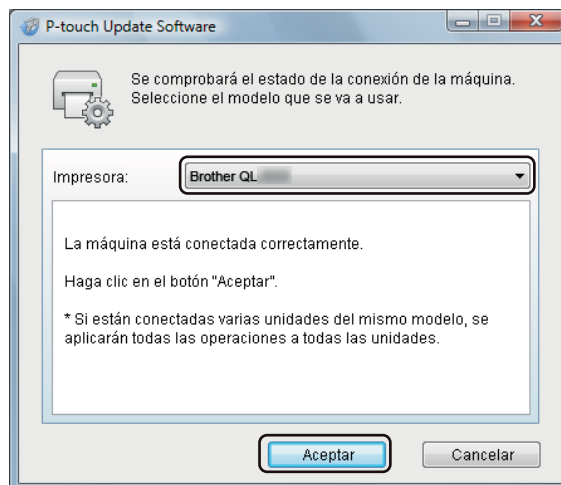 P-touch Update Software
Se comprobará el estado de la conexión de la máquina.
Seleccione el modelo que se va a usar.
Impresora:
Brother QL
La máquina está conectada correctamente.
Haga clic en el botón "Aceptar".
* Si están conectadas varias unidades del mismo modelo, se
aplicarán todas las operaciones a todas las unidades.
Aceptar
Cancelar